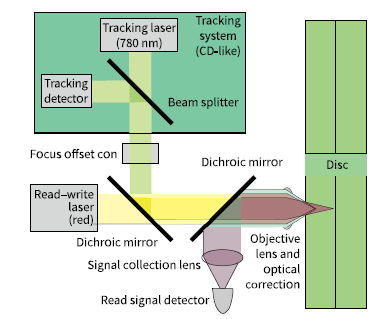 Tracking laser
(780 nm)
Tracking
system
(CD-like)
Tracking
detector
Beam splitter
Focus offset con
Dichroic mirror
Disc
Read–write
laser
(red)
Dichroic mirror
Objective
lens and
optical
correction
Signal collection lens
Read signal detector